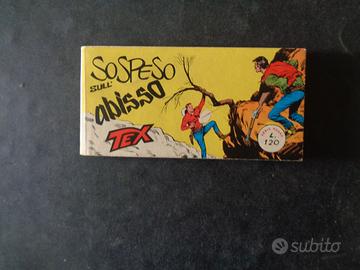 SOSPESO
SULL'
abisso
TEX
L.
120
subito